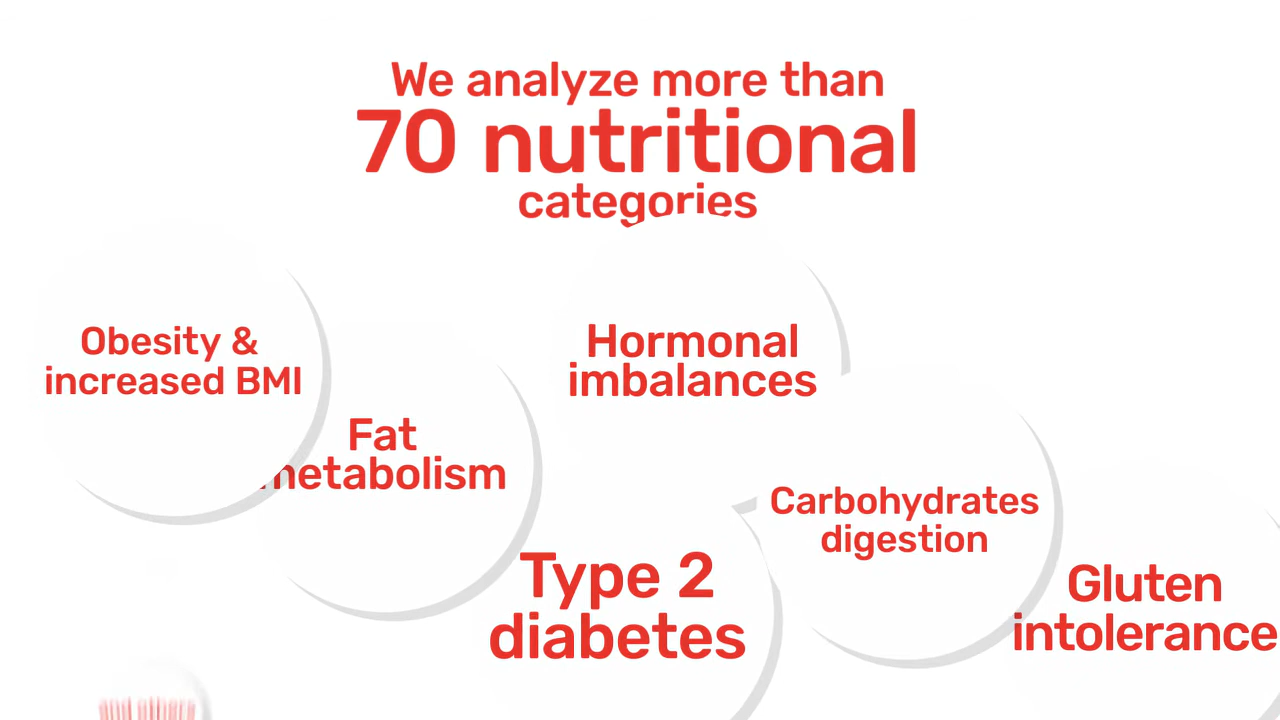 We analyze more than
70 nutritional
categories
Obesity &
increased BMI
Hormonal
imbalances
Fat
metabolism
Carbohydrates
digestion
Type 2
diabetes
Gluten
intolerance